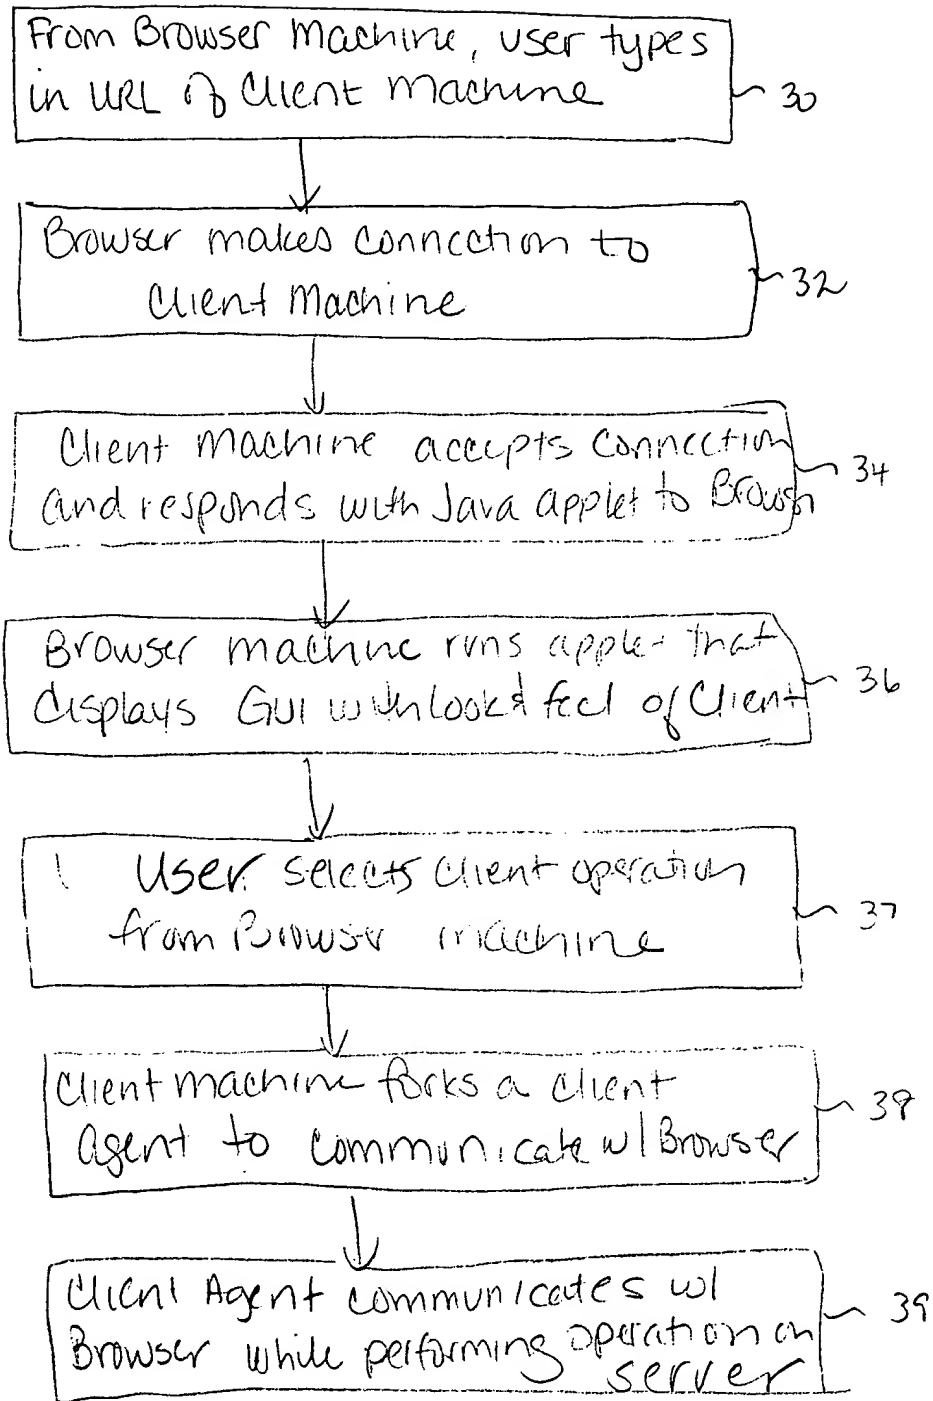 From Browser Machine, user types
in URL of Client Machine
30
Browser makes connection to
Client Machine
32
Client Machine accepts connection
and responds with Java applet to Browsr
34
Browser machine runs applet that
displays GUI with look & feel of Client
36
User selects client operation
from Browser machine
37
Client machine forks a client
Agent to communicate w/ Browser
38
Client Agent communicates w/
Browser while performing operation on
server
39